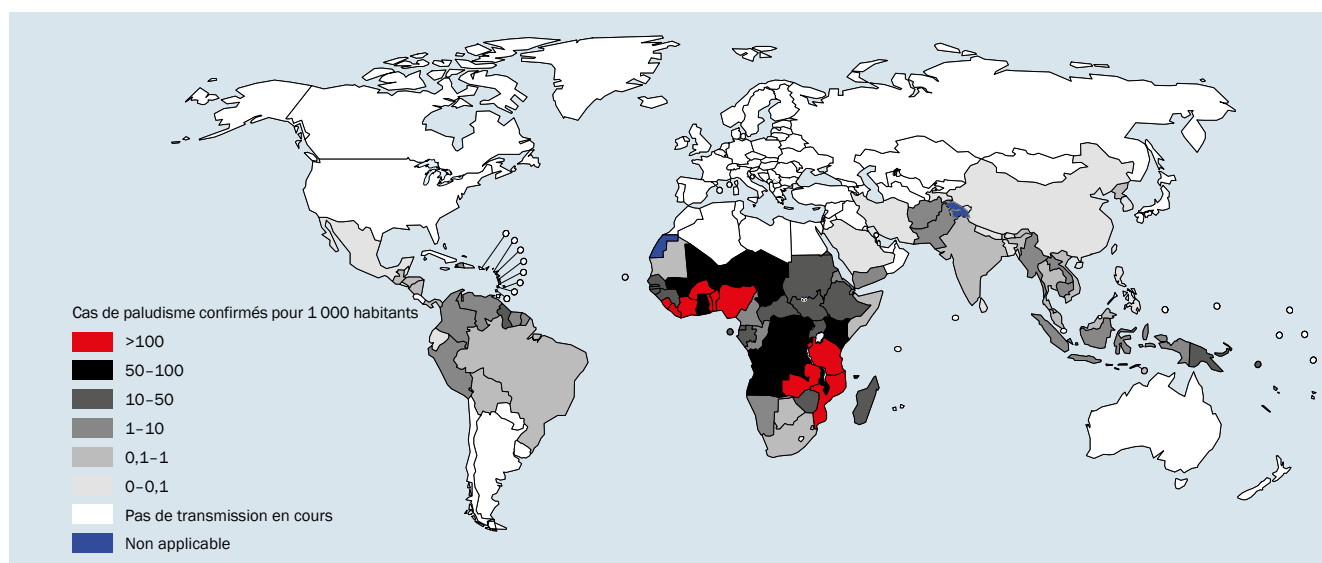 Cas de paludisme confirmés pour 1 000 habitants
>100
50–100
10–50
1–10
0,1–1
0–0,1
Pas de transmission en cours
Non applicable